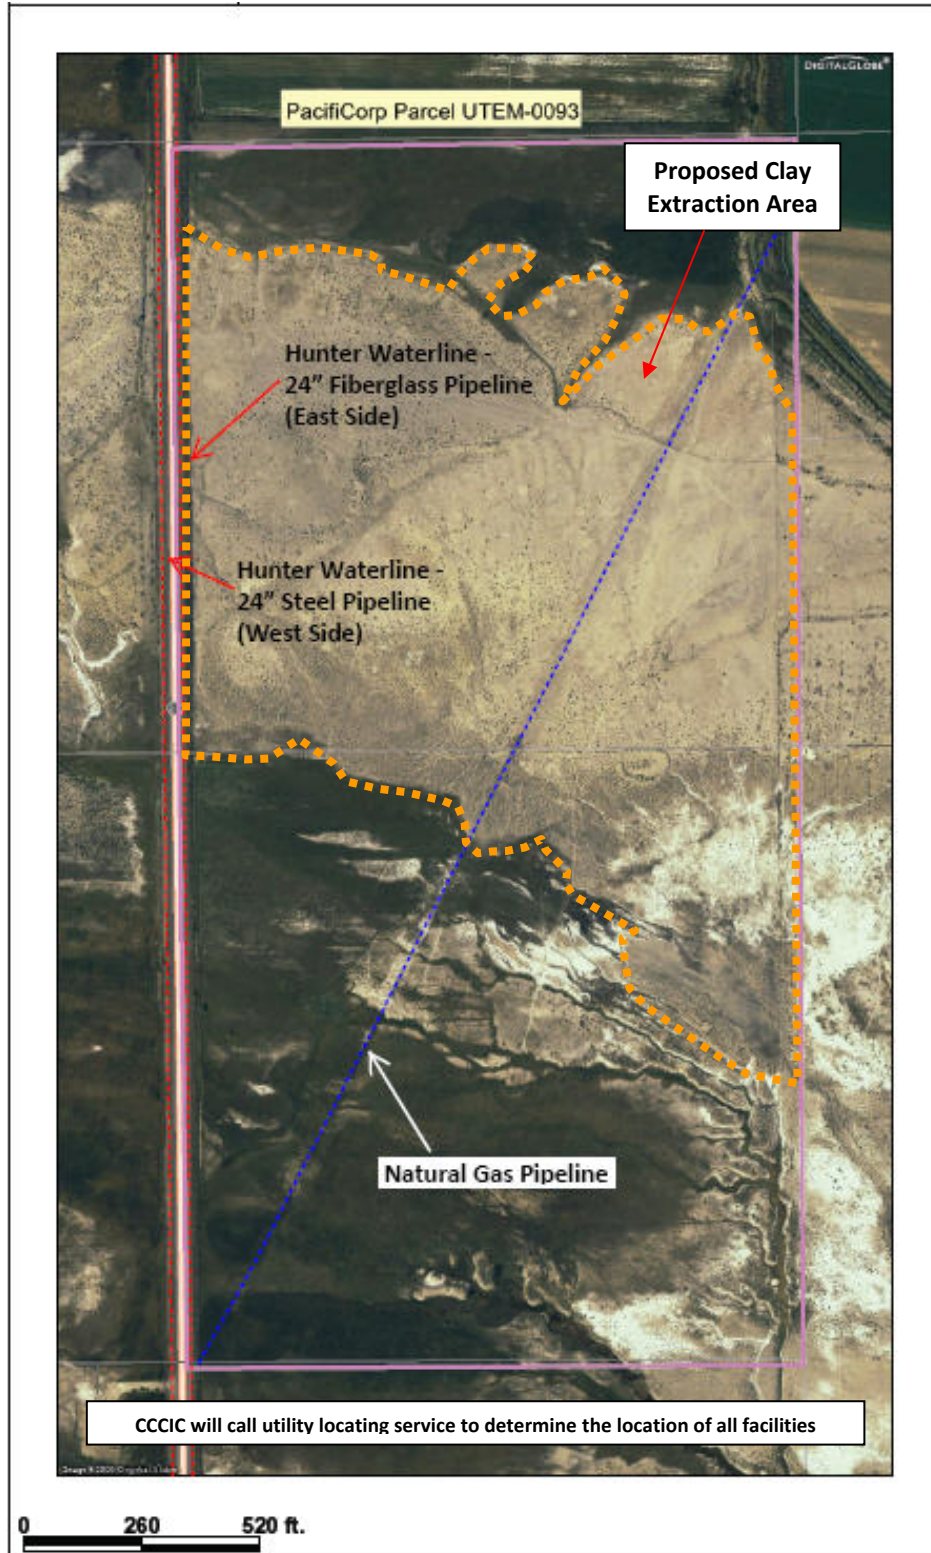 DIGITALGLOBE®
PacifiCorp Parcel UTEM-0093
Proposed Clay
Extraction Area
Hunter Waterline -
24" Fiberglass Pipeline
(East Side)
Hunter Waterline -
24" Steel Pipeline
(West Side)
Natural Gas Pipeline
CCCIC will call utility locating service to determine the location of all facilities
0 260 520 ft.